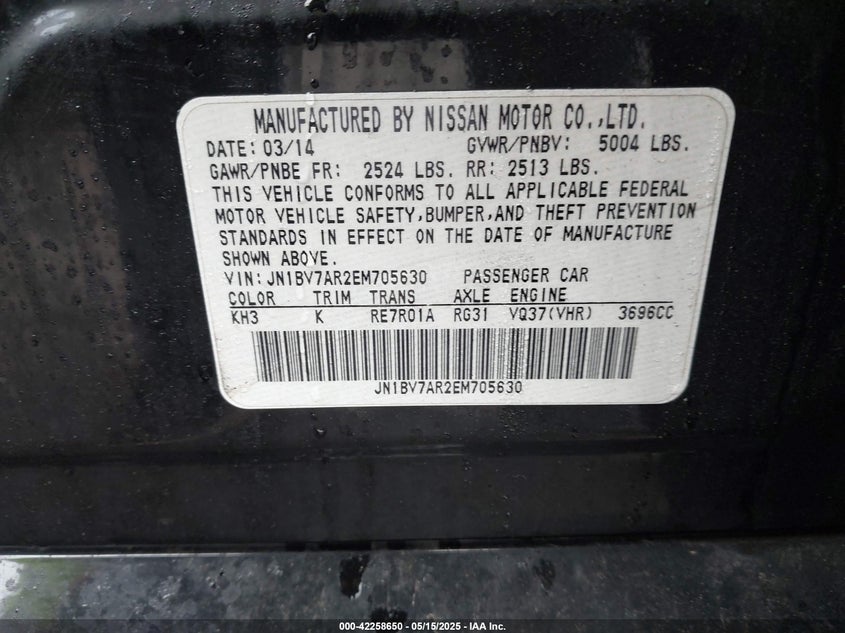 MANUFACTURED BY NISSAN MOTOR CO.,LTD.
DATE: 03/14 GVWR/PNBV: 5004 LBS.
GAWR/PNBE FR: 2524 LBS. RR: 2513 LBS.
THIS VEHICLE CONFORMS TO ALL APPLICABLE FEDERAL
MOTOR VEHICLE SAFETY,BUMPER,AND THEFT PREVENTION
STANDARDS IN EFFECT ON THE DATE OF MANUFACTURE
SHOWN ABOVE.
VIN: JN1BV7AR2EM705630 PASSENGER CAR
COLOR TRIM TRANS AXLE ENGINE
KH3 K RE7R01A RG31 VQ37(VHR) 3696CC
JN1BV7AR2EM705630
000-42258650 - 05/15/2025 - IAA Inc.